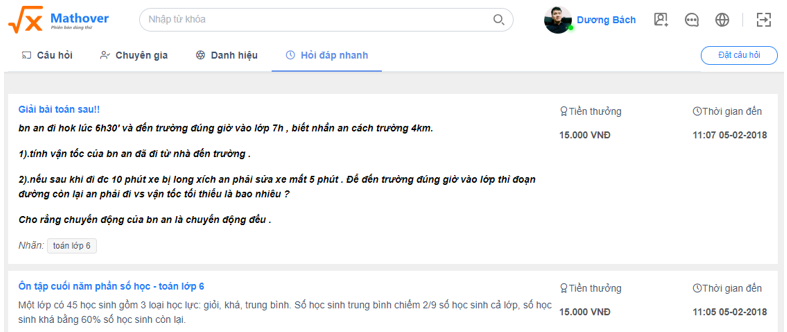 Mathover
Phiên bản dùng thử
Nhập từ khóa
Dương Bách
Câu hỏi
Chuyên gia
Danh hiệu
Hỏi đáp nhanh
Đặt câu hỏi
Giải bài toán sau!!
Tiền thưởng
Thời gian đến
bn an đi hok lúc 6h30' và đến trường đúng giờ vào lớp 7h , biết nhấn an cách trường 4km.
15.000 VNĐ
11:07 05-02-2018
1).tính vận tốc của bn an đã đi từ nhà đến trường .
2).nếu sau khi đi đc 10 phút xe bị long xích an phải sửa xe mất 5 phút . Để đến trường đúng giờ vào lớp thì đoạn
đường còn lại an phải đi vs vận tốc tối thiểu là bao nhiêu ?
Cho rằng chuyển động của bn an là chuyển động đều .
Nhãn: toán lớp 6
Ôn tập cuối năm phần số học - toán lớp 6
Tiền thưởng
Thời gian đến
Một lớp có 45 học sinh gồm 3 loại học lực: giỏi, khá, trung bình. Số học sinh trung bình chiếm 2/9 số học sinh cả lớp, số học
sinh khá bằng 60% số học sinh còn lại.
15.000 VNĐ
11:05 05-02-2018